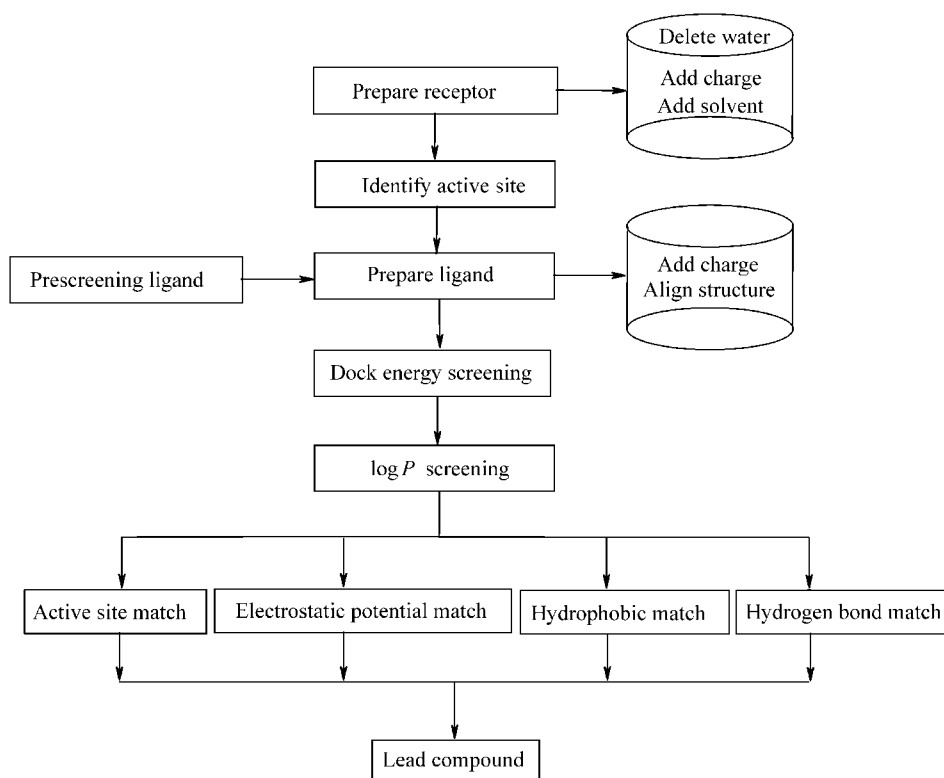 Delete water
Prepare receptor
Add charge
Add solvent
Identify active site
Prescreening ligand
Prepare ligand
Add charge
Align structure
Dock energy screening
log P screening
Active site match
Electrostatic potential match
Hydrophobic match
Hydrogen bond match
Lead compound